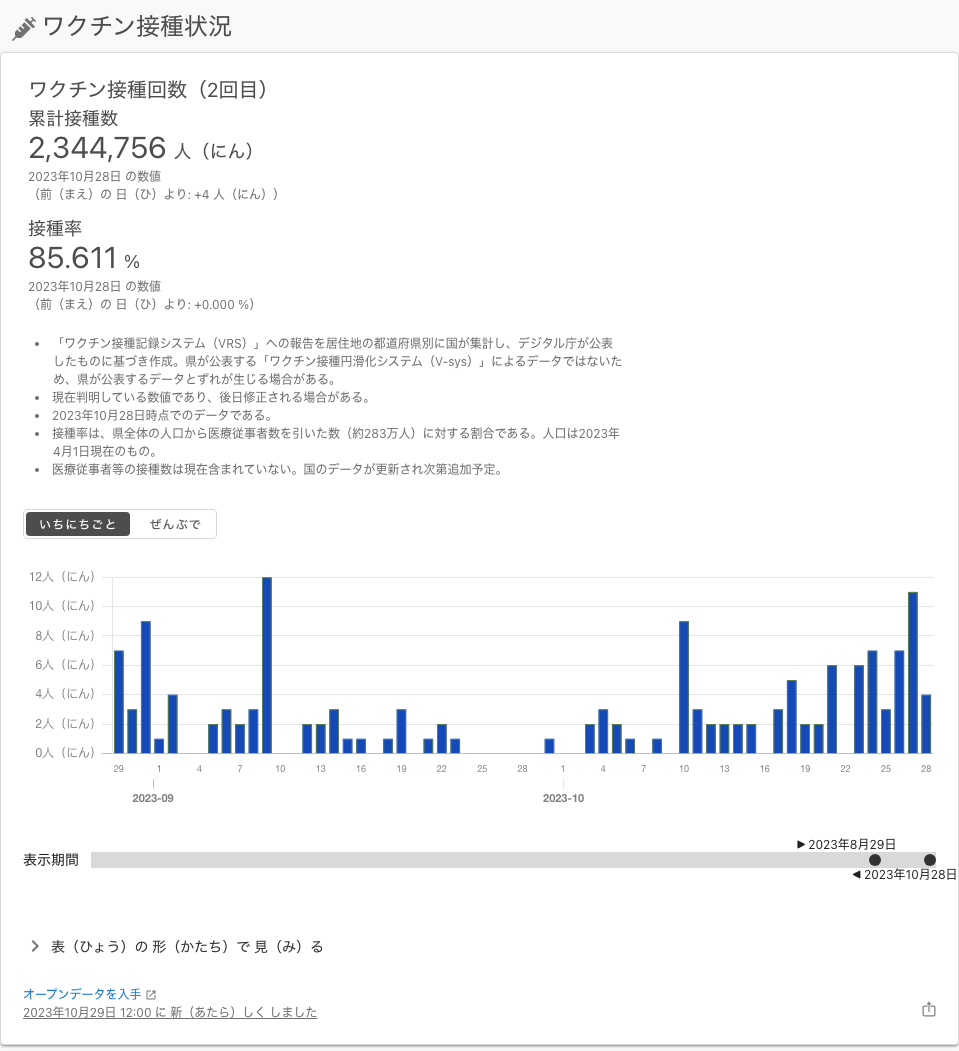 ワクチン接種状況
ワクチン接種回数（2回目）
累計接種数
2,344,756 人（にん）
2023年10月28日 の数値
（前（まえ）の 日（ひ）より: +4 人（にん））
接種率
85.611 %
2023年10月28日 の数値
（前（まえ）の 日（ひ）より: +0.000 %）
• 「ワクチン接種記録システム（VRS）」への報告を居住地の都道府県別に国が集計し、デジタル庁が公表
したものに基づき作成。県が公表する「ワクチン接種円滑化システム（V-sys）」によるデータではないた
め、県が公表するデータとずれが生じる場合がある。
• 現在判明している数値であり、後日修正される場合がある。
• 2023年10月28日時点でのデータである。
• 接種率は、県全体の人口から医療従事者数を引いた数（約283万人）に対する割合である。人口は2023年
4月1日現在のもの。
• 医療従事者等の接種数は現在含まれていない。国のデータが更新され次第追加予定。
いちにちごと ぜんぶで
12人（にん）
10人（にん）
8人（にん）
6人（にん）
4人（にん）
2人（にん）
0人（にん）
29 1 4 7 10 13 16 19 22 25 28 1 4 7 10 13 16 19 22 25 28
2023-09 2023-10
2023年8月29日
表示期間
2023年10月28日
表（ひょう）の 形（かたち）で 見（み）る
オープンデータを入手
2023年10月29日 12:00 に 新（あたら）しく しました